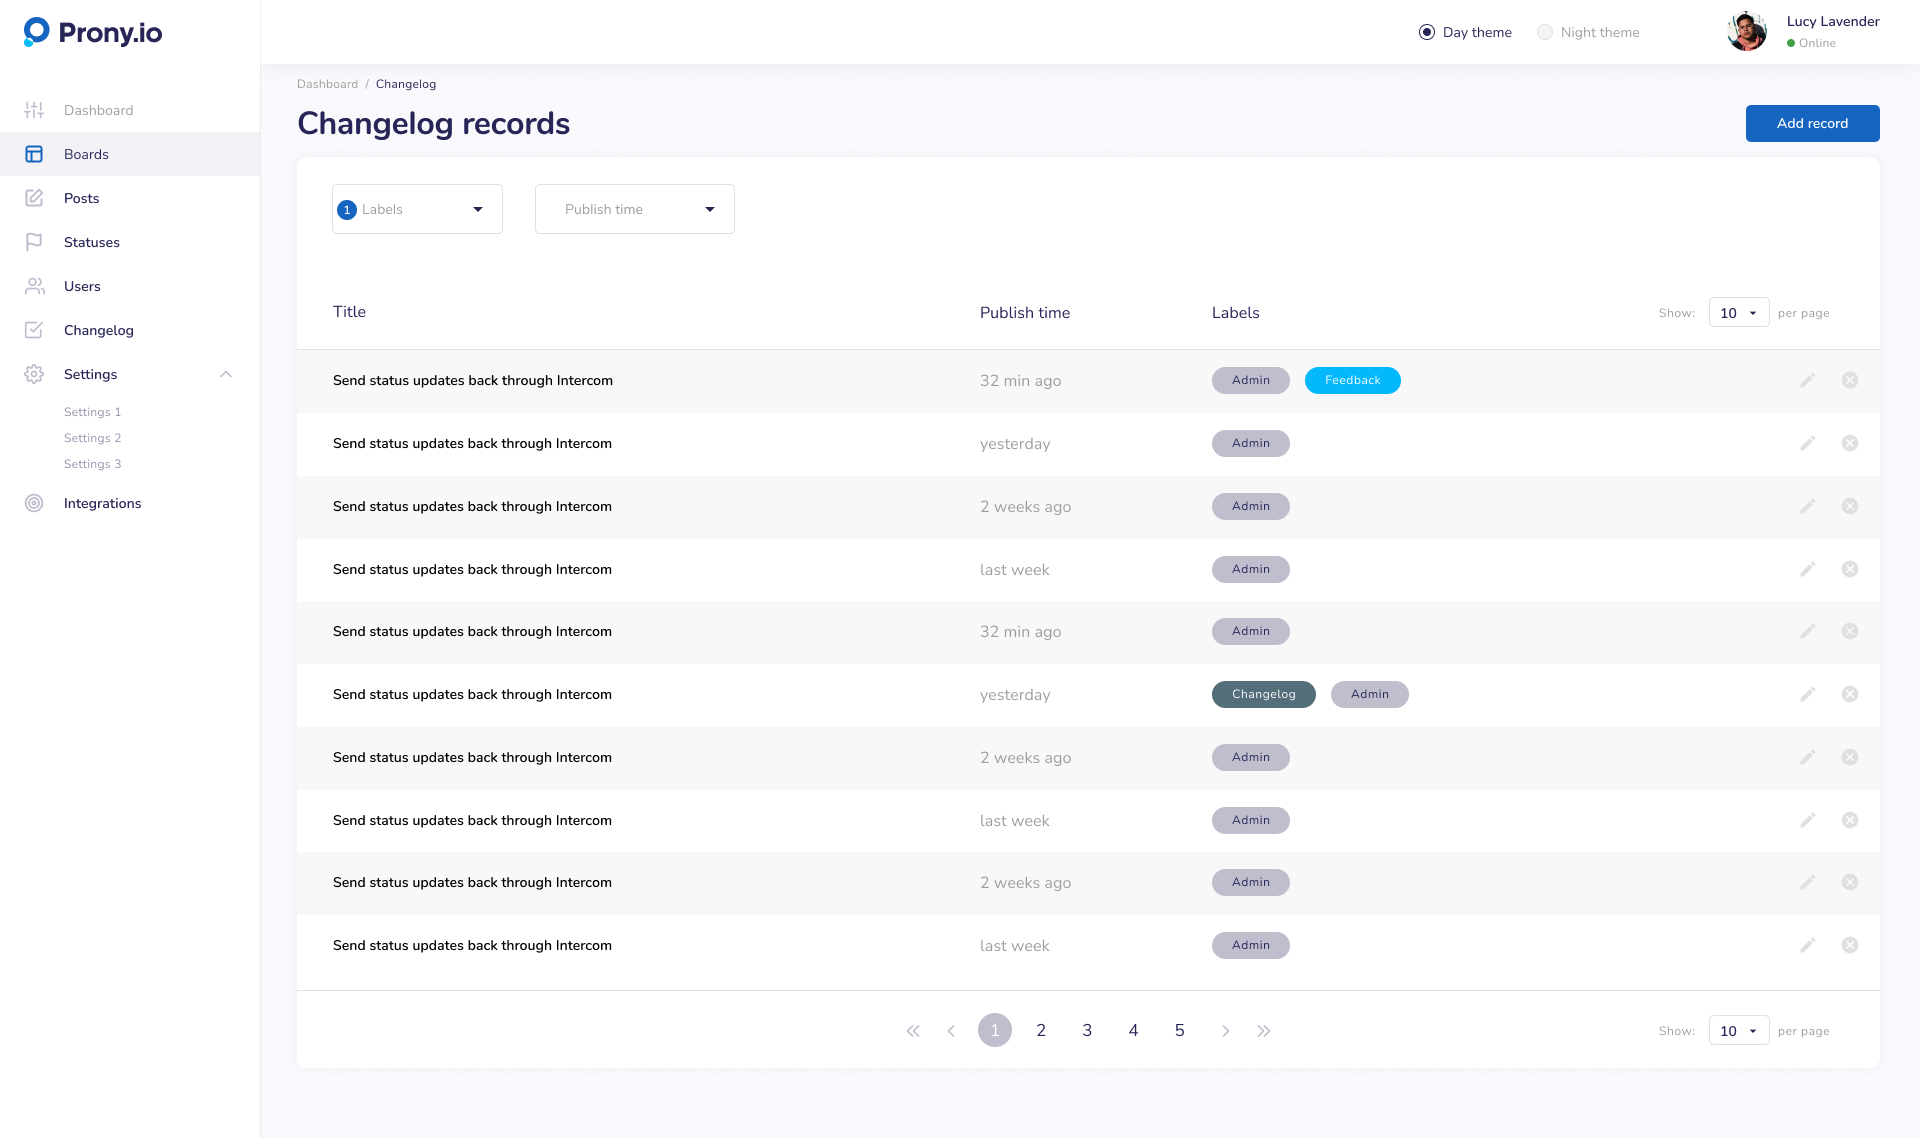 Prony.io
Day theme
Night theme
Lucy Lavender
Online
Dashboard
Boards
Posts
Statuses
Users
Changelog
Settings
Settings 1
Settings 2
Settings 3
Integrations
Dashboard / Changelog
Changelog records
Add record
1 Labels
Publish time
Title Publish time Labels Show: 10 per page
Send status updates back through Intercom 32 min ago Admin Feedback
Send status updates back through Intercom yesterday Admin
Send status updates back through Intercom 2 weeks ago Admin
Send status updates back through Intercom last week Admin
Send status updates back through Intercom 32 min ago Admin
Send status updates back through Intercom yesterday Changelog Admin
Send status updates back through Intercom 2 weeks ago Admin
Send status updates back through Intercom last week Admin
Send status updates back through Intercom 2 weeks ago Admin
Send status updates back through Intercom last week Admin
1 2 3 4 5 Show: 10 per page